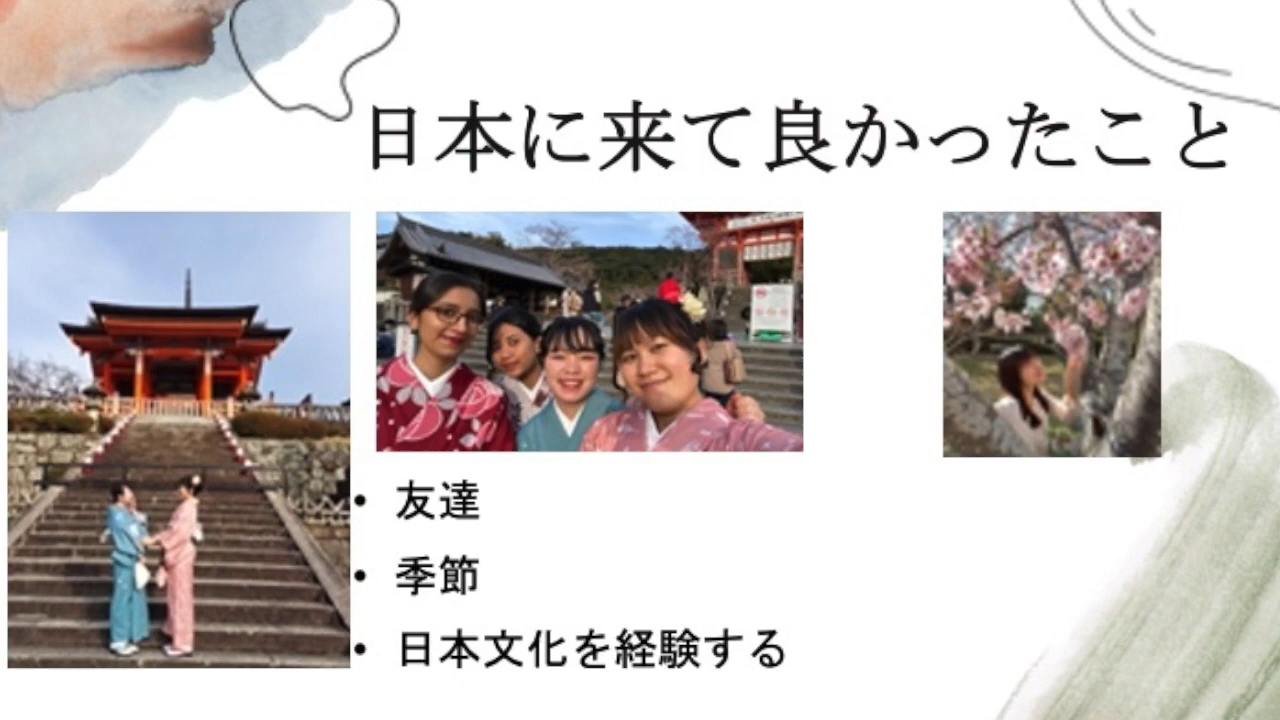 日本に来て良かったこと
• 友達
• 季節
• 日本文化を経験する